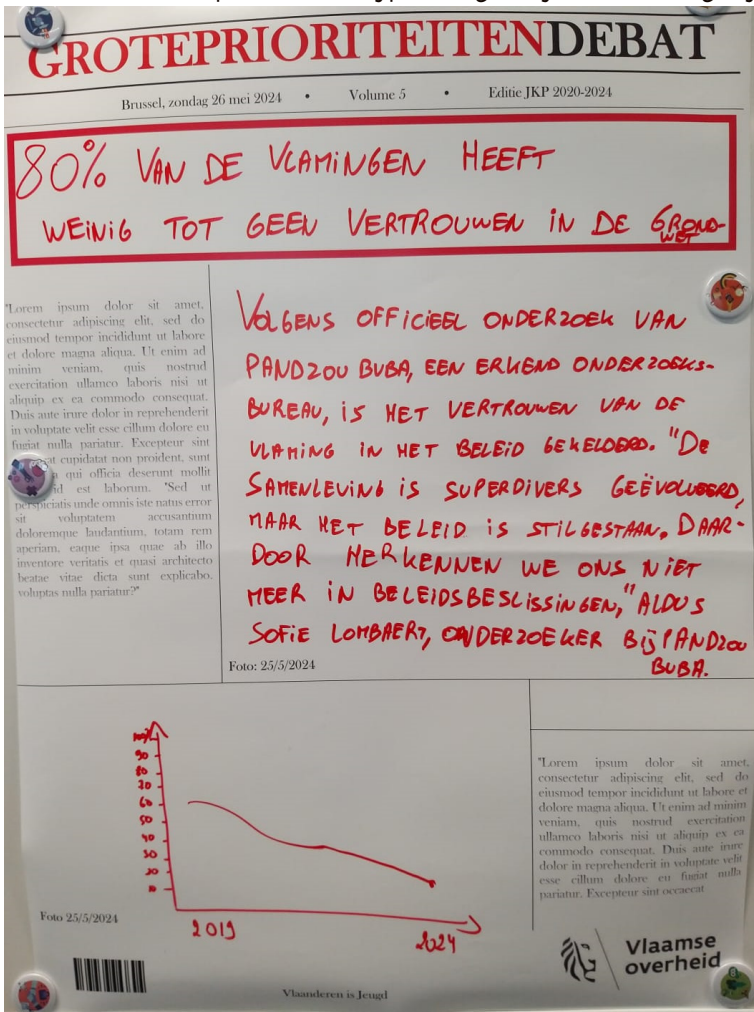 GROTEPRIORITEITENDEBAT
Brussel, zondag 26 mei 2024 • Volume 5 • Editie JKP 2020-2024
80% VAN DE VLAMINGEN HEEFT
WEINIG TOT GEEN VERTROUWEN IN DE GROND-
WET
"Lorem ipsum dolor sit amet,
consectetur adipiscing elit, sed do
eiusmod tempor incididunt ut labore
et dolore magna aliqua. Ut enim ad
minim veniam, quis nostrud
exercitation ullamco laboris nisi ut
aliquip ex ea commodo consequat.
Duis aute irure dolor in reprehenderit
in voluptate velit esse cillum dolore eu
fugiat nulla pariatur. Excepteur sint
at cupidatat non proident, sunt
qui officia deserunt mollit
id est laborum. "Sed ut
perspiciatis unde omnis iste natus error
sit voluptatem accusantium
doloremque laudantium, totam rem
aperiam, eaque ipsa quae ab illo
inventore veritatis et quasi architecto
beatae vitae dicta sunt explicabo.
voluptas nulla pariatur?"
VOLGENS OFFICIEEL ONDERZOEK VAN
PANDZOU BUBA, EEN ERKEND ONDERZOEKS-
BUREAU, IS HET VERTROUWEN VAN DE
VLAMING IN HET BELEID GEKELDERD. "DE
SAMENLEVING IS SUPERDIVERS GEËVOLUEERD,
MAAR HET BELEID IS STILGESTAAN. DAAR-
DOOR HERKENNEN WE ONS NIET
MEER IN BELEIDSBESLISSINGEN," ALDUS
SOFIE LOMBAERT, ONDERZOEKER BIJ PANDZOU
BUBA.
Foto: 25/5/2024
100%
90
80
70
60
50
40
30
20
10
2019
2024
Foto 25/5/2024
"Lorem ipsum dolor sit amet,
consectetur adipiscing elit, sed do
eiusmod tempor incididunt ut labore et
dolore magna aliqua. Ut enim ad minim
veniam, quis nostrud exercitation
ullamco laboris nisi ut aliquip ex ea
commodo consequat. Duis aute irure
dolor in reprehenderit in voluptate velit
esse cillum dolore eu fugiat nulla
pariatur. Excepteur sint occaecat
Vlaamse
overheid
Vlaanderen is Jeugd